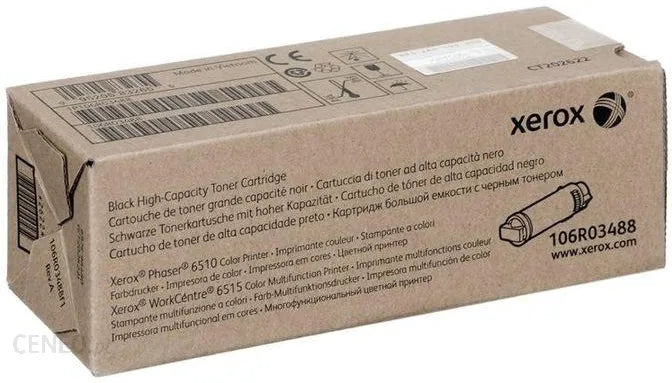 Made in Vietnam
CT202622
xerox
Black High-Capacity Toner Cartridge
Cartouche de toner grande capacité noir • Cartuccia di toner ad alta capacità nero
Schwarze Tonerkartusche mit hoher Kapazität • Cartucho de tóner de alta capacidad negro
Cartucho de toner de alta capacidade preto • Картридж большой емкости с черным тонером
Xerox® Phaser® 6510 Color Printer • Imprimante couleur • Stampante a colori
Farbdrucker • Impresora de color • Impressora em cores • Цветной принтер
Xerox® WorkCentre® 6515 Color Multifunction Printer • Imprimante multifonction couleur
Stampante multifunzione a colori • Farb-Multifunktionsdrucker • Impresora multifunción de color
Impressora multifuncional em cores • Многофункциональный цветной принтер
106R03488
www.xerox.com
Rev.A
CENEO